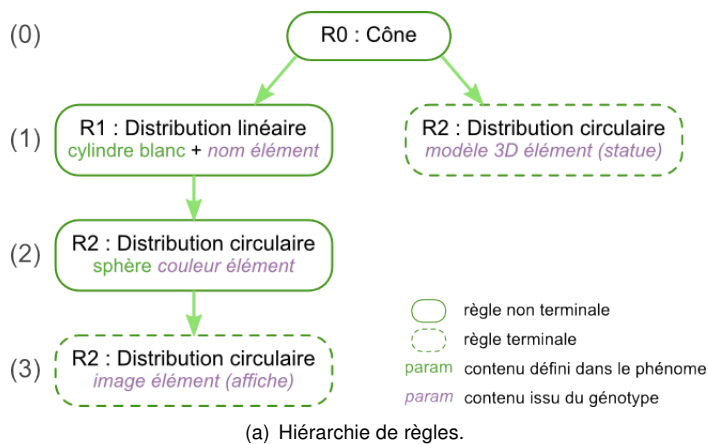 (0)
R0 : Cône
(1)
R1 : Distribution linéaire
cylindre blanc + nom élément
R2 : Distribution circulaire
modèle 3D élément (statue)
(2)
R2 : Distribution circulaire
sphère couleur élément
(3)
R2 : Distribution circulaire
image élément (affiche)
règle non terminale
règle terminale
param contenu défini dans le phénome
param contenu issu du génotype
(a) Hiérarchie de règles.